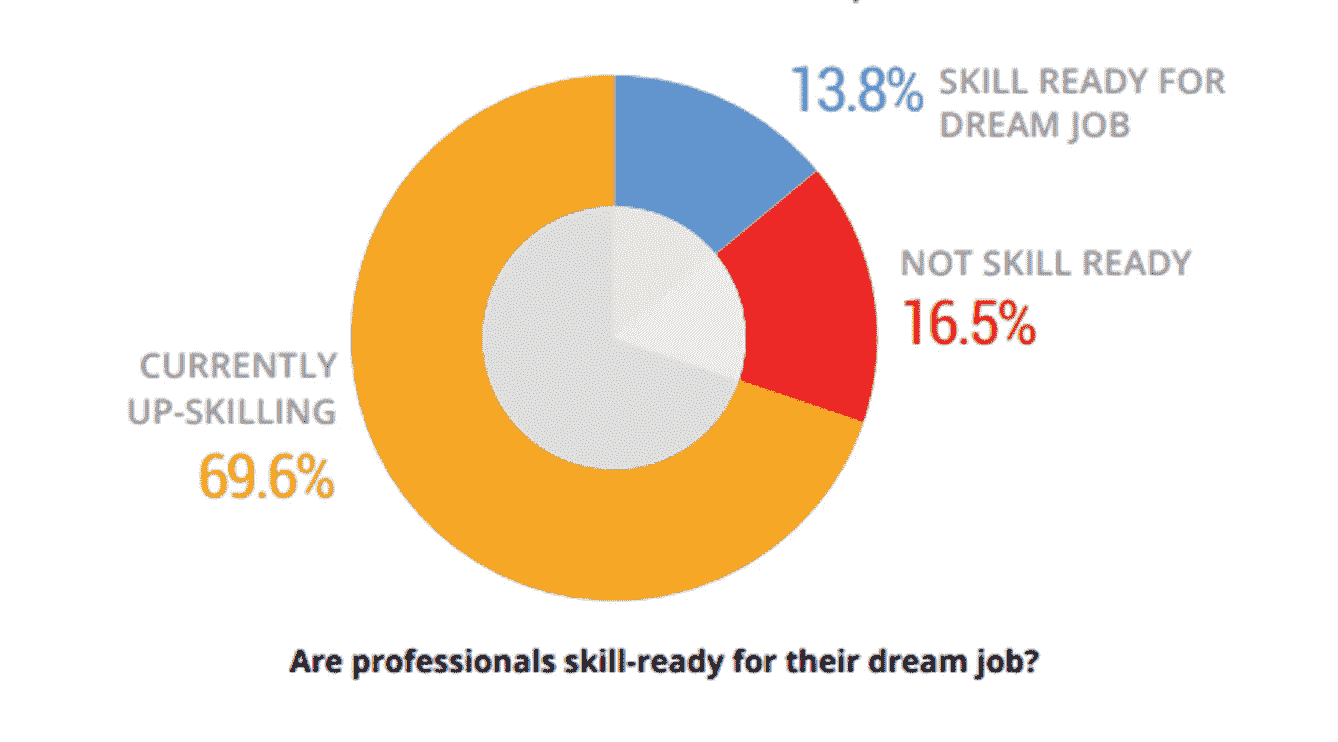 13.8% SKILL READY FOR
DREAM JOB
NOT SKILL READY
16.5%
CURRENTLY
UP-SKILLING
69.6%
Are professionals skill-ready for their dream job?